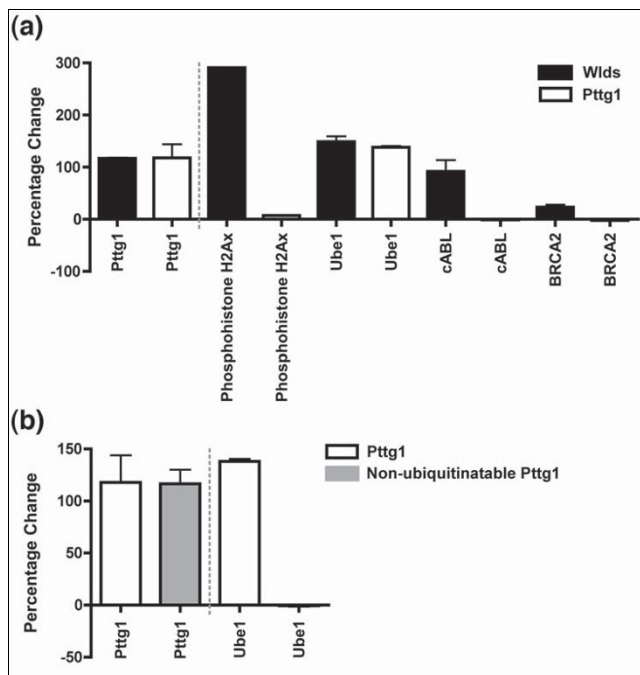 (a)
Percentage Change
300
200
100
0
-100
Wlds
Pttg1
Pttg1
Pttg1
Phosphohistone H2Ax
Phosphohistone H2Ax
Ube1
Ube1
cABL
cABL
BRCA2
BRCA2
(b)
Percentage Change
150
100
50
0
-50
Pttg1
Non-ubiquitinatable Pttg1
Pttg1
Pttg1
Ube1
Ube1